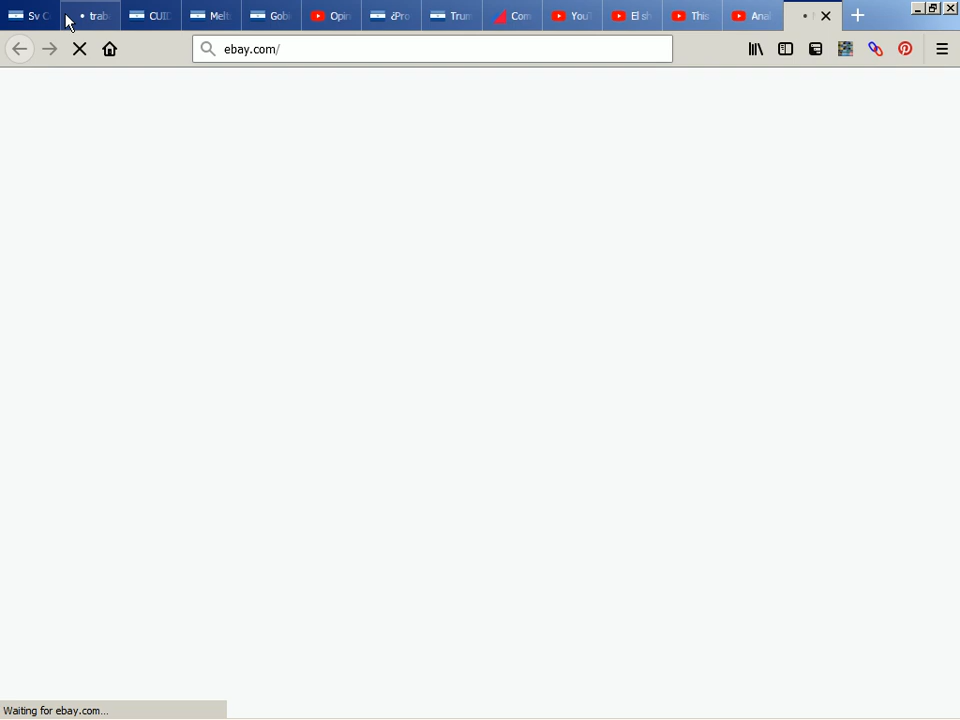 Sv C trab CUID Melt Gobi Opin ¿Pro Trum Com YouT El sh This Anal
ebay.com/
Waiting for ebay.com...